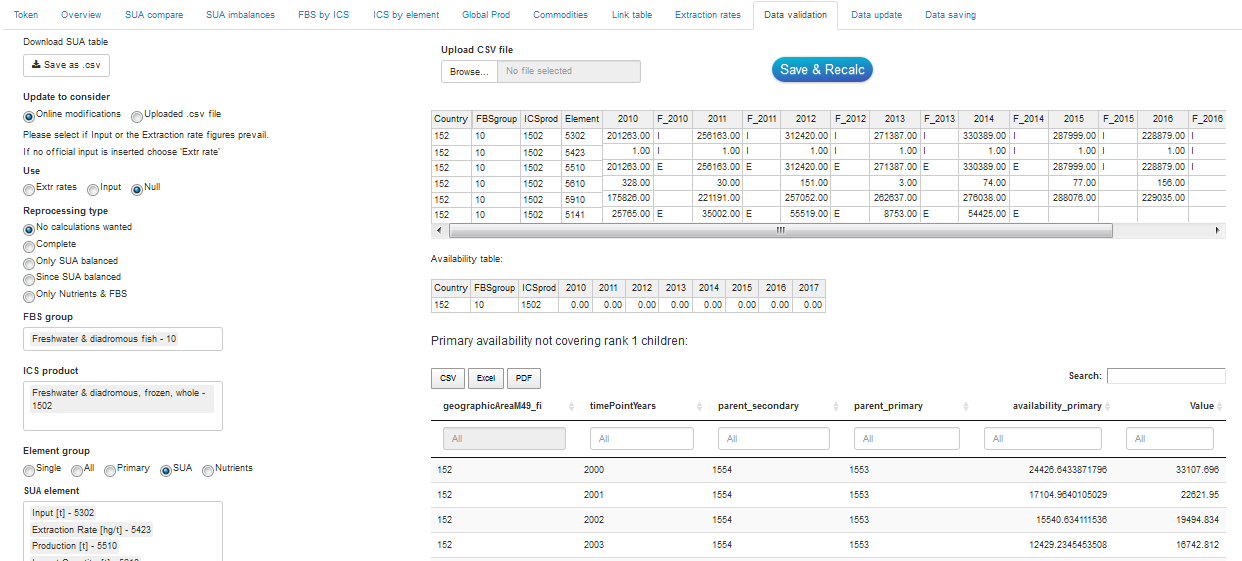 Token Overview SUA compare SUA imbalances FBS by ICS ICS by element Global Prod Commodities Link table Extraction rates Data validation Data update Data saving
Download SUA table
Save as .csv
Update to consider
Online modifications Uploaded .csv file
Please select if Input or the Extraction rate figures prevail.
If no official input is inserted choose 'Extr rate'
Use
Extr rates Input Null
Reprocessing type
No calculations wanted
Complete
Only SUA balanced
Since SUA balanced
Only Nutrients & FBS
FBS group
Freshwater & diadromous fish - 10
ICS product
Freshwater & diadromous, frozen, whole -
1502
Element group
Single All Primary SUA Nutrients
SUA element
Input [t] - 5302
Extraction Rate [hg/t] - 5423
Production [t] - 5510
Upload CSV file
Browse... No file selected
Save & Recalc
Country FBSgroup ICSprod Element 2010 F_2010 2011 F_2011 2012 F_2012 2013 F_2013 2014 F_2014 2015 F_2015 2016 F_2016
152 10 1502 5302 201263.00 I 256163.00 I 312420.00 I 271387.00 I 330389.00 I 287999.00 I 228879.00 I
152 10 1502 5423 1.00 I 1.00 I 1.00 I 1.00 I 1.00 I 1.00 I 1.00 I
152 10 1502 5510 201263.00 E 256163.00 E 312420.00 E 271387.00 E 330389.00 E 287999.00 I 228879.00 I
152 10 1502 5610 328.00 30.00 151.00 3.00 74.00 77.00 156.00
152 10 1502 5910 175826.00 221191.00 257052.00 262637.00 276038.00 288076.00 229035.00
152 10 1502 5141 25765.00 E 35002.00 E 55519.00 E 8753.00 E 54425.00 E
Availability table:
Country FBSgroup ICSprod 2010 2011 2012 2013 2014 2015 2016 2017
152 10 1502 0.00 0.00 0.00 0.00 0.00 0.00 0.00 0.00
Primary availability not covering rank 1 children:
CSV Excel PDF Search:
geographicAreaM49_fi timePointYears parent_secondary parent_primary availability_primary Value
All All All All All All
152 2000 1554 1553 24426.6433871796 33107.696
152 2001 1554 1553 17104.9640105029 22621.95
152 2002 1554 1553 15540.634111536 19494.834
152 2003 1554 1553 12429.2345453508 16742.812